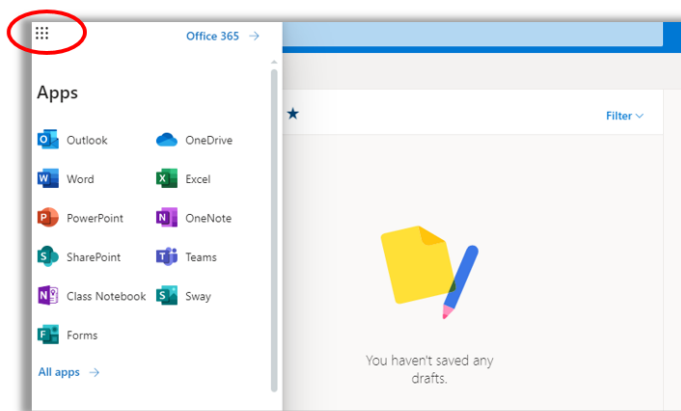 Office 365 →
Apps
Outlook OneDrive
Word Excel
PowerPoint OneNote
SharePoint Teams
Class Notebook Sway
Forms
All apps →
Filter
You haven't saved any
drafts.